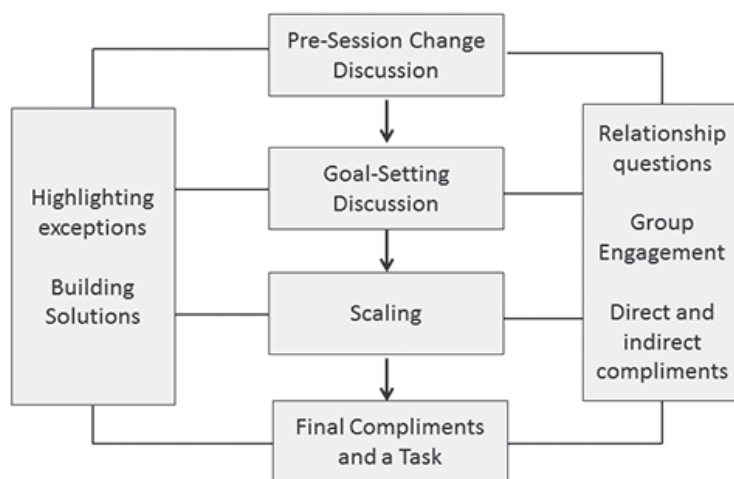 Pre-Session Change
Discussion
Highlighting
exceptions
Building
Solutions
Goal-Setting
Discussion
Scaling
Final Compliments
and a Task
Relationship
questions
Group
Engagement
Direct and
indirect
compliments